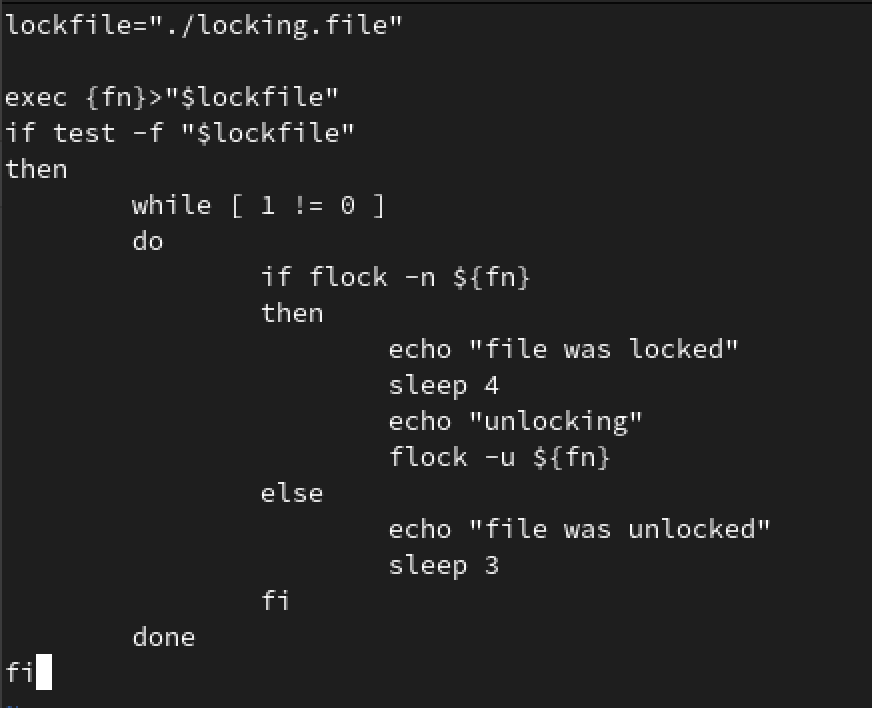 lockfile="./locking.file"

exec {fn}>"$lockfile"
if test -f "$lockfile"
then
        while [ 1 != 0 ]
        do
                if flock -n ${fn}
                then
                        echo "file was locked"
                        sleep 4
                        echo "unlocking"
                        flock -u ${fn}
                else
                        echo "file was unlocked"
                        sleep 3
                fi
        done
fi